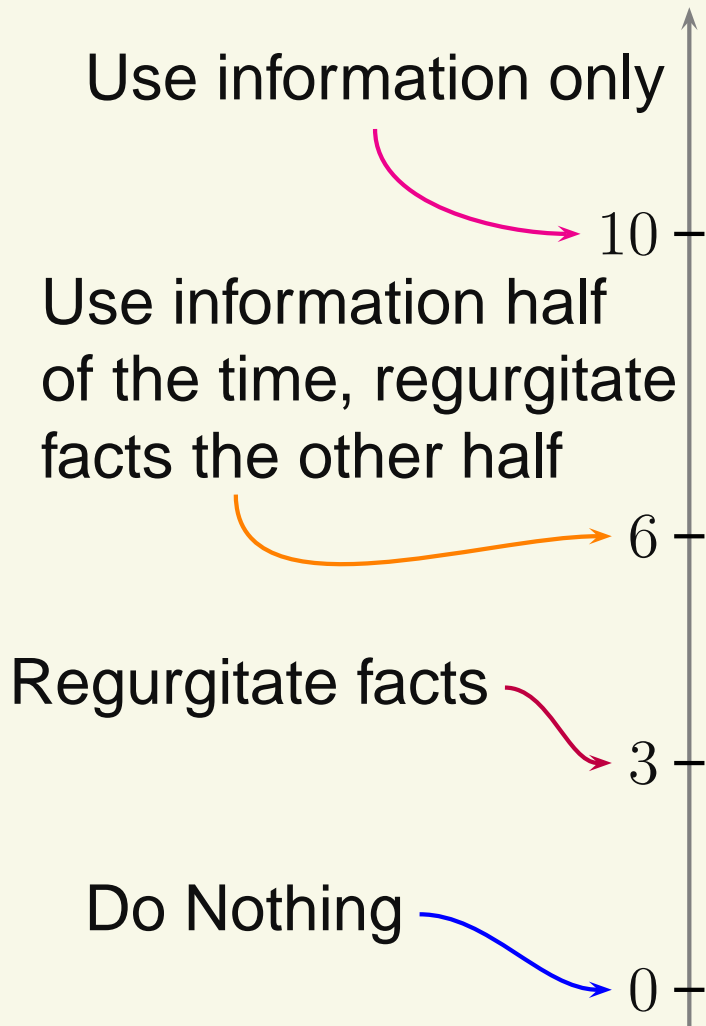 Use information only
10
Use information half
of the time, regurgitate
facts the other half
6
Regurgitate facts
3
Do Nothing
0